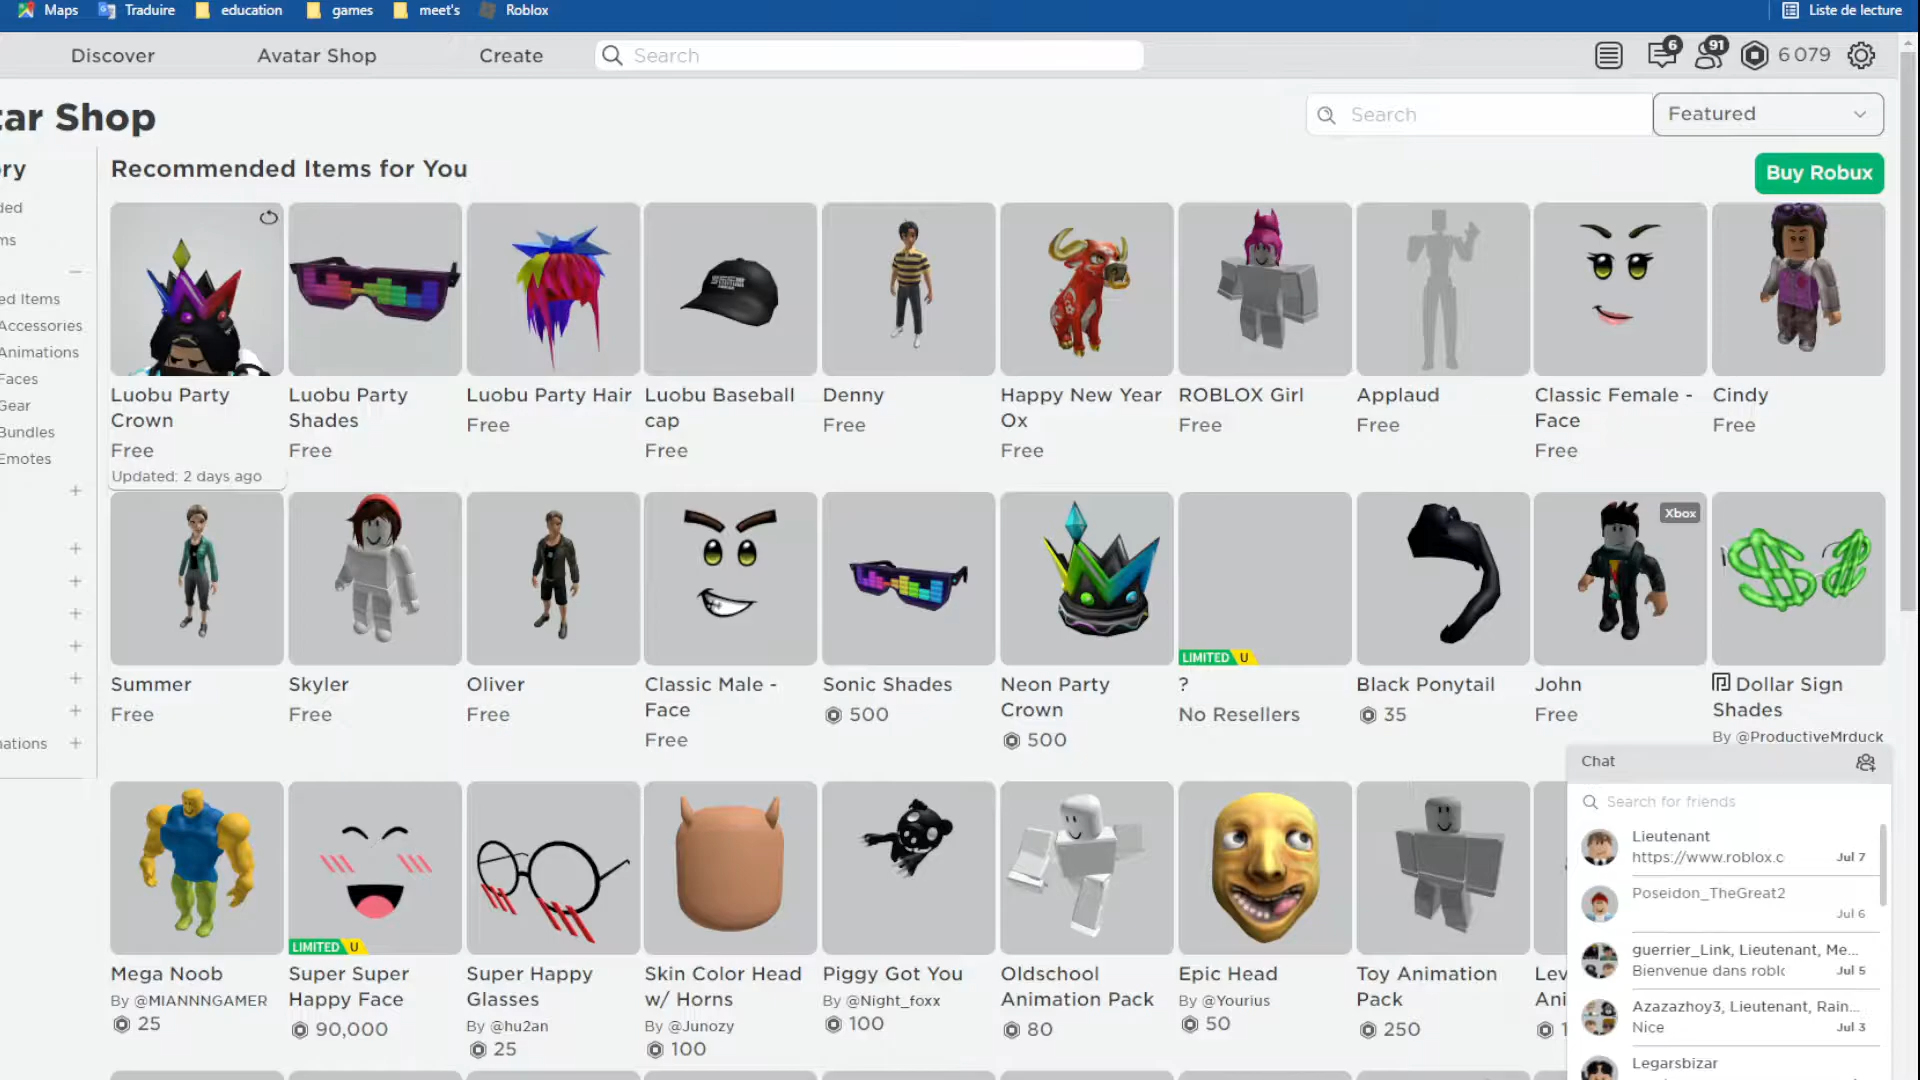 Maps Traduire education games meet's Roblox Liste de lecture
Discover Avatar Shop Create Search 6 91 6 079
tar Shop Search Featured
ry Recommended Items for You Buy Robux
ded
ms
ed Items
Accessories
Animations
Faces
Gear
Bundles
Emotes
nations
Luobu Party
Crown
Free
Updated: 2 days ago
Luobu Party
Shades
Free
Luobu Party Hair
Free
Luobu Baseball
cap
Free
Denny
Free
Happy New Year
Ox
Free
ROBLOX Girl
Free
Applaud
Free
Classic Female -
Face
Free
Cindy
Free
Summer
Free
Skyler
Free
Oliver
Free
Classic Male -
Face
Free
Sonic Shades
500
Neon Party
Crown
500
LIMITED U
?
No Resellers
Black Ponytail
35
Xbox
John
Free
Dollar Sign
Shades
By @ProductiveMrduck
Mega Noob
By @MIANNNGAMER
25
LIMITED U
Super Super
Happy Face
90,000
Super Happy
Glasses
By @hu2an
25
Skin Color Head
w/ Horns
By @Junozy
100
Piggy Got You
By @Night_foxx
100
Oldschool
Animation Pack
80
Epic Head
By @Yourius
50
Toy Animation
Pack
250
Lev
Ani
1
Chat
Search for friends
Lieutenant
https://www.roblox.c Jul 7
Poseidon_TheGreat2
Jul 6
guerrier_Link, Lieutenant, Me...
Bienvenue dans roblo Jul 5
Azazazhoy3, Lieutenant, Rain...
Nice Jul 3
Legarsbizar